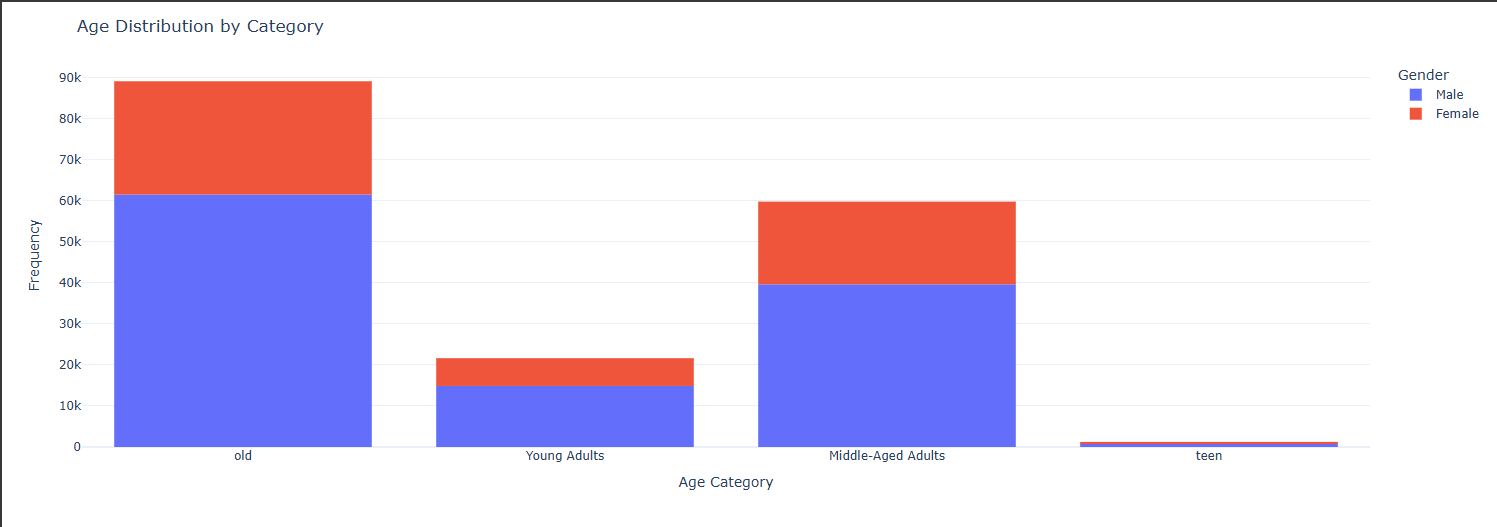 Age Distribution by Category
Gender
Male
Female
90k
80k
70k
60k
50k
40k
30k
20k
10k
0
Frequency
old Young Adults Middle-Aged Adults teen
Age Category